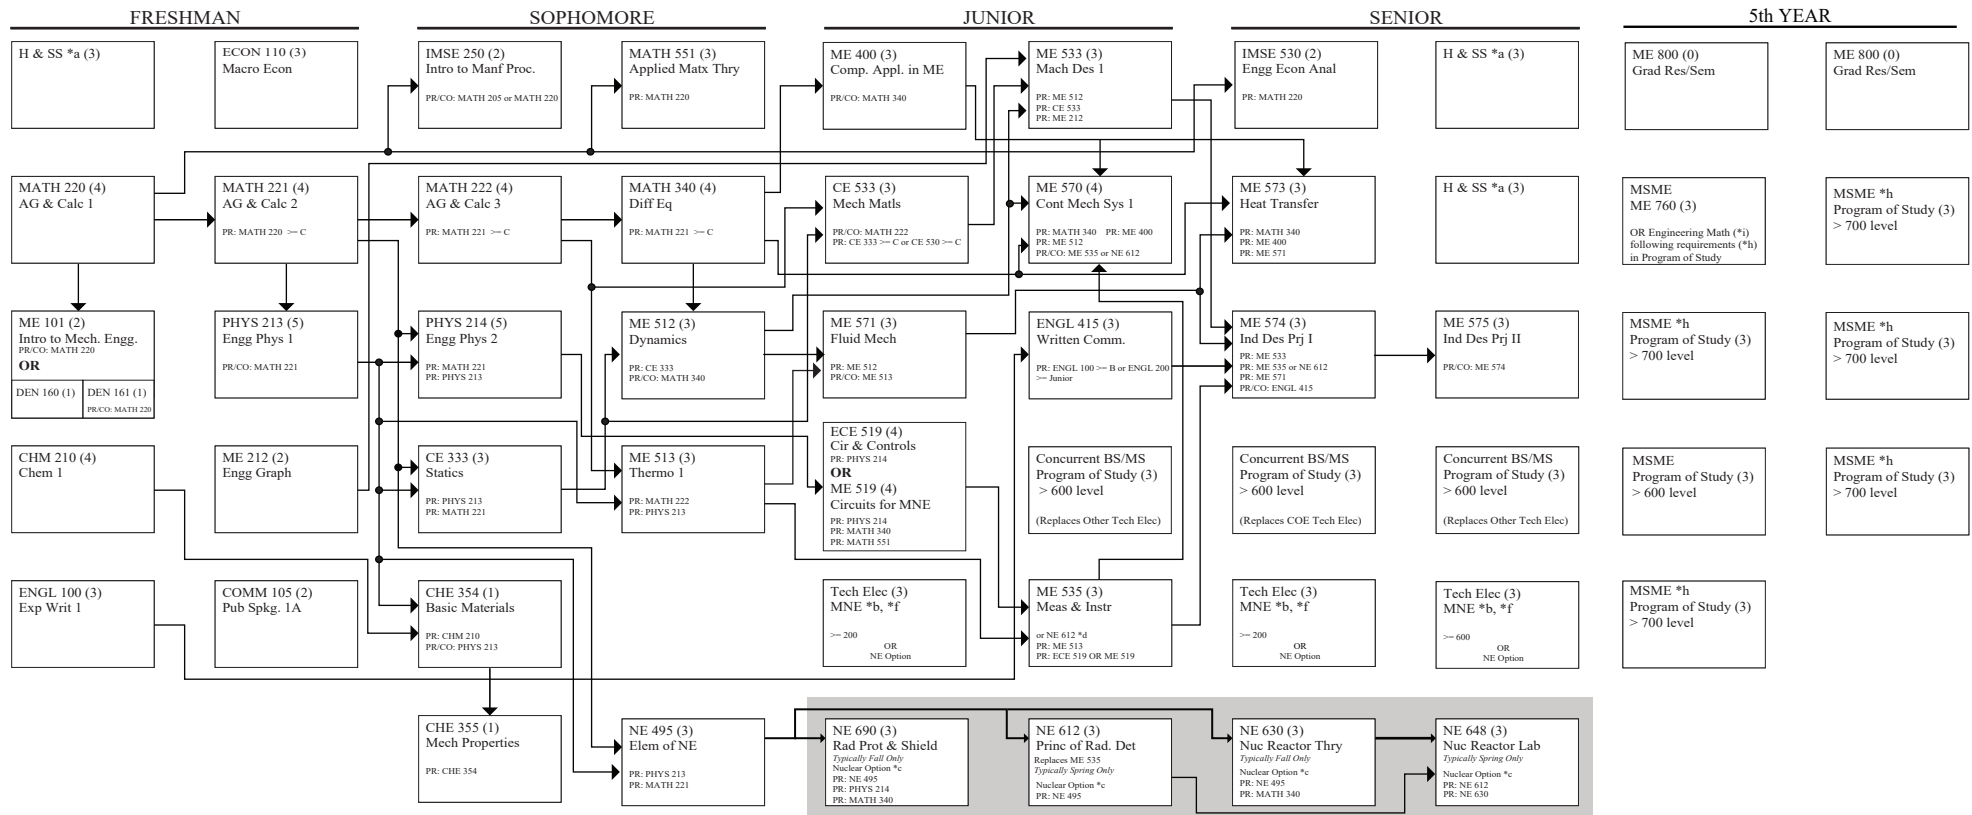 FRESHMAN
SOPHOMORE
JUNIOR
SENIOR
5th YEAR
H & SS *a (3)
ECON 110 (3)
Macro Econ
IMSE 250 (2)
Intro to Manf Proc.
PR/CO: MATH 205 or MATH 220
MATH 551 (3)
Applied Matx Thry
PR: MATH 220
ME 400 (3)
Comp. Appl. in ME
PR/CO: MATH 340
ME 533 (3)
Mach Des 1
PR: ME 512
PR: CE 533
PR: ME 212
IMSE 530 (2)
Engg Econ Anal
PR: MATH 220
H & SS *a (3)
ME 800 (0)
Grad Res/Sem
ME 800 (0)
Grad Res/Sem
MATH 220 (4)
AG & Calc 1
MATH 221 (4)
AG & Calc 2
PR: MATH 220 >= C
MATH 222 (4)
AG & Calc 3
PR: MATH 221 >= C
MATH 340 (4)
Diff Eq
PR: MATH 221 >= C
CE 533 (3)
Mech Matls
PR/CO: MATH 222
PR: CE 333 >= C or CE 530 >= C
ME 570 (4)
Cont Mech Sys 1
PR: MATH 340 PR: ME 400
PR: ME 512
PR/CO: ME 535 or NE 612
ME 573 (3)
Heat Transfer
PR: MATH 340
PR: ME 400
PR: ME 571
H & SS *a (3)
MSME
ME 760 (3)
OR Engineering Math (*i)
following requirements (*h)
in Program of Study
MSME *h
Program of Study (3)
> 700 level
ME 101 (2)
Intro to Mech. Engg.
PR/CO: MATH 220
OR
DEN 160 (1)
DEN 161 (1)
PR/CO: MATH 220
PHYS 213 (5)
Engg Phys 1
PR/CO: MATH 221
PHYS 214 (5)
Engg Phys 2
PR: MATH 221
PR: PHYS 213
ME 512 (3)
Dynamics
PR: CE 333
PR/CO: MATH 340
ME 571 (3)
Fluid Mech
PR: ME 512
PR/CO: ME 513
ENGL 415 (3)
Written Comm.
PR: ENGL 100 >= B or ENGL 200
>= Junior
ME 574 (3)
Ind Des Prj I
PR: ME 533
PR: ME 535 or NE 612
PR: ME 571
PR/CO: ENGL 415
ME 575 (3)
Ind Des Prj II
PR/CO: ME 574
MSME *h
Program of Study (3)
> 700 level
MSME *h
Program of Study (3)
> 700 level
CHM 210 (4)
Chem 1
ME 212 (2)
Engg Graph
CE 333 (3)
Statics
PR: PHYS 213
PR: MATH 221
ME 513 (3)
Thermo 1
PR: MATH 222
PR: PHYS 213
ECE 519 (4)
Cir & Controls
PR: PHYS 214
OR
ME 519 (4)
Circuits for MNE
PR: PHYS 214
PR: MATH 340
PR: MATH 551
Concurrent BS/MS
Program of Study (3)
> 600 level
(Replaces Other Tech Elec)
Concurrent BS/MS
Program of Study (3)
> 600 level
(Replaces COE Tech Elec)
Concurrent BS/MS
Program of Study (3)
> 600 level
(Replaces Other Tech Elec)
MSME
Program of Study (3)
> 600 level
MSME *h
Program of Study (3)
> 700 level
ENGL 100 (3)
Exp Writ 1
COMM 105 (2)
Pub Spkg. 1A
CHE 354 (1)
Basic Materials
PR: CHM 210
PR/CO: PHYS 213
Tech Elec (3)
MNE *b, *f
>= 200
OR
NE Option
ME 535 (3)
Meas & Instr
or NE 612 *d
PR: ME 513
PR: ECE 519 OR ME 519
Tech Elec (3)
MNE *b, *f
>= 200
OR
NE Option
Tech Elec (3)
MNE *b, *f
>= 600
OR
NE Option
MSME *h
Program of Study (3)
> 700 level
CHE 355 (1)
Mech Properties
PR: CHE 354
NE 495 (3)
Elem of NE
PR: PHYS 213
PR: MATH 221
NE 690 (3)
Rad Prot & Shield
Typically Fall Only
Nuclear Option *c
PR: NE 495
PR: PHYS 214
PR: MATH 340
NE 612 (3)
Princ of Rad. Det
Replaces ME 535
Typically Spring Only
Nuclear Option *c
PR: NE 495
NE 630 (3)
Nuc Reactor Thry
Typically Fall Only
Nuclear Option *c
PR: NE 495
PR: MATH 340
NE 648 (3)
Nuc Reactor Lab
Typically Spring Only
Nuclear Option *c
PR: NE 612
PR: NE 630